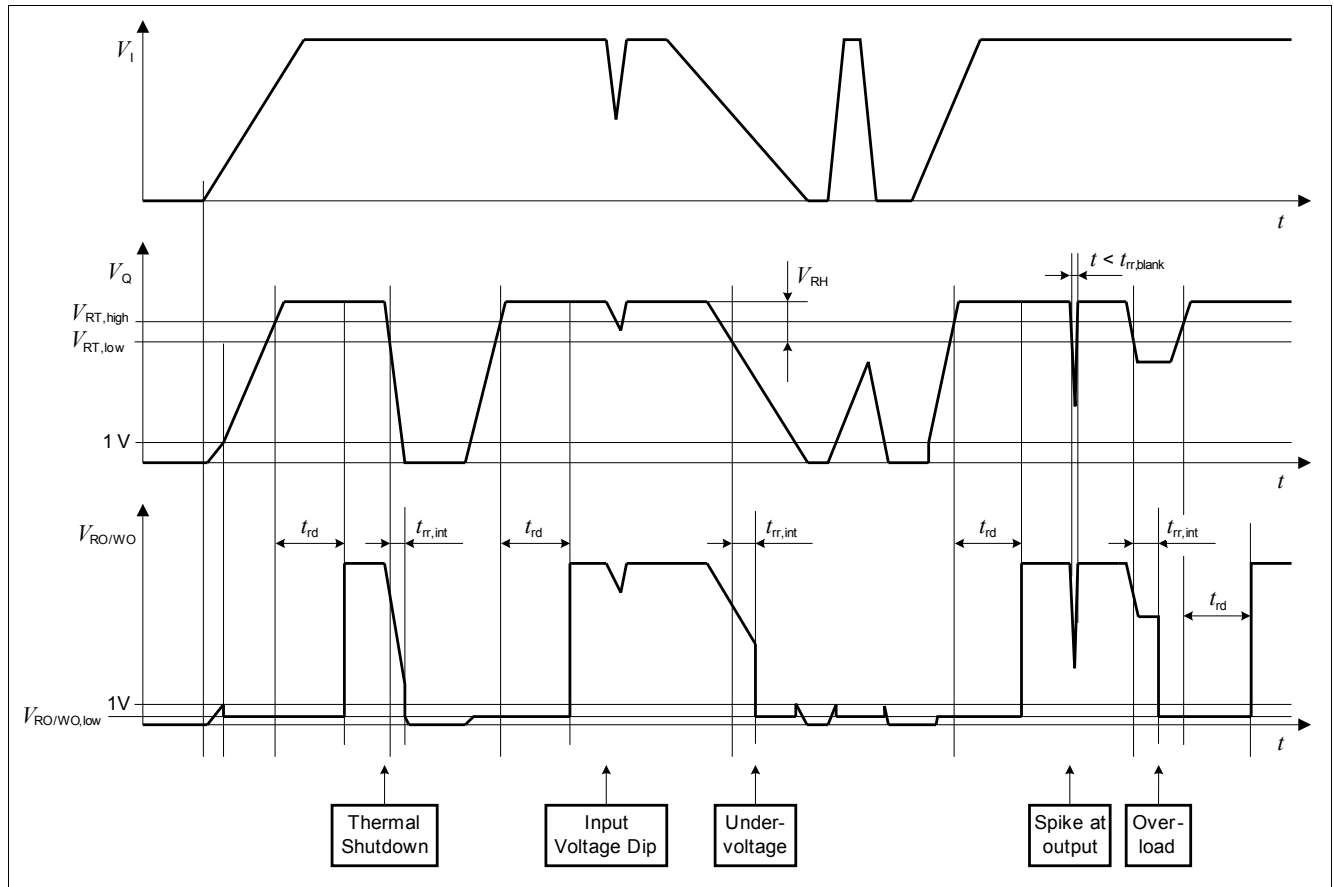 V_I
t
V_Q
V_RH
t < t_rr,blank
V_RT,high
V_RT,low
1 V
t
V_RO/WO
t_rd
t_rr,int
t_rd
t_rr,int
t_rd
t_rr,int
t_rd
1V
V_RO/WO,low
t
Thermal
Shutdown
Input
Voltage Dip
Under-
voltage
Spike at
output
Over-
load